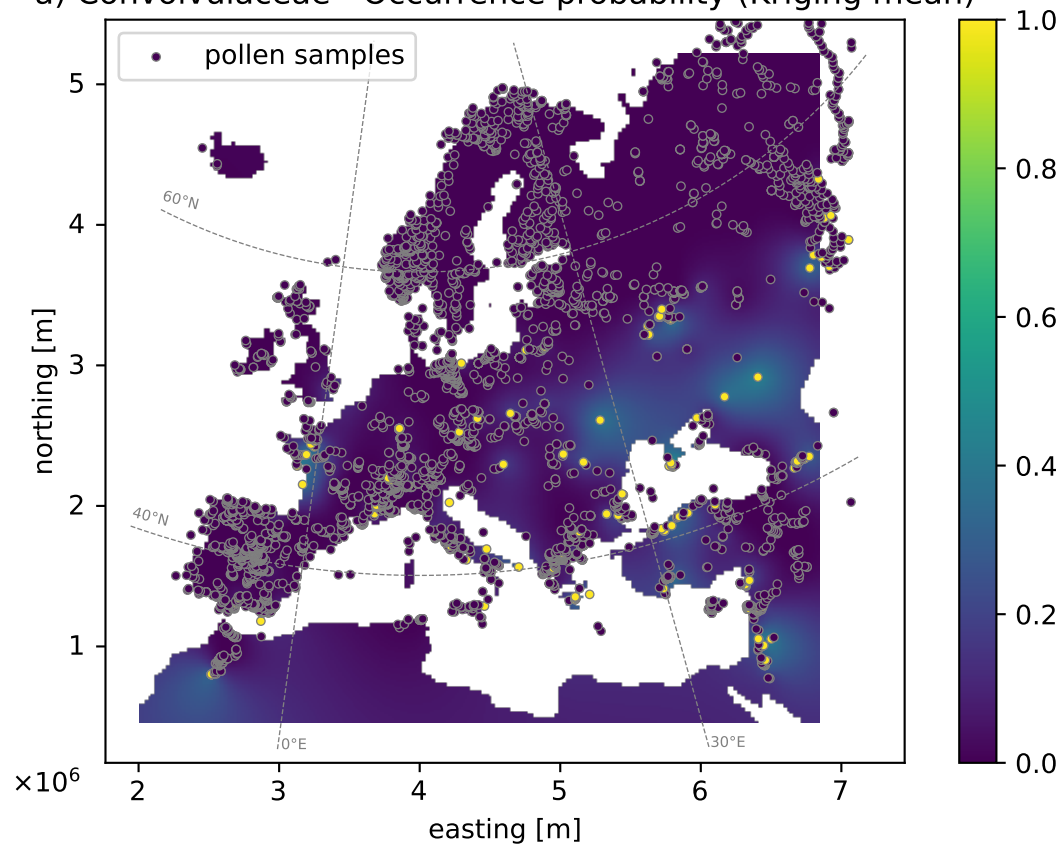 a) Convolvulaceae - Occurrence probability (Kriging mean)
pollen samples
60°N
40°N
0°E
30°E
5
4
3
2
1
northing [m]
×10⁶
2 3 4 5 6 7
easting [m]
1.0
0.8
0.6
0.4
0.2
0.0